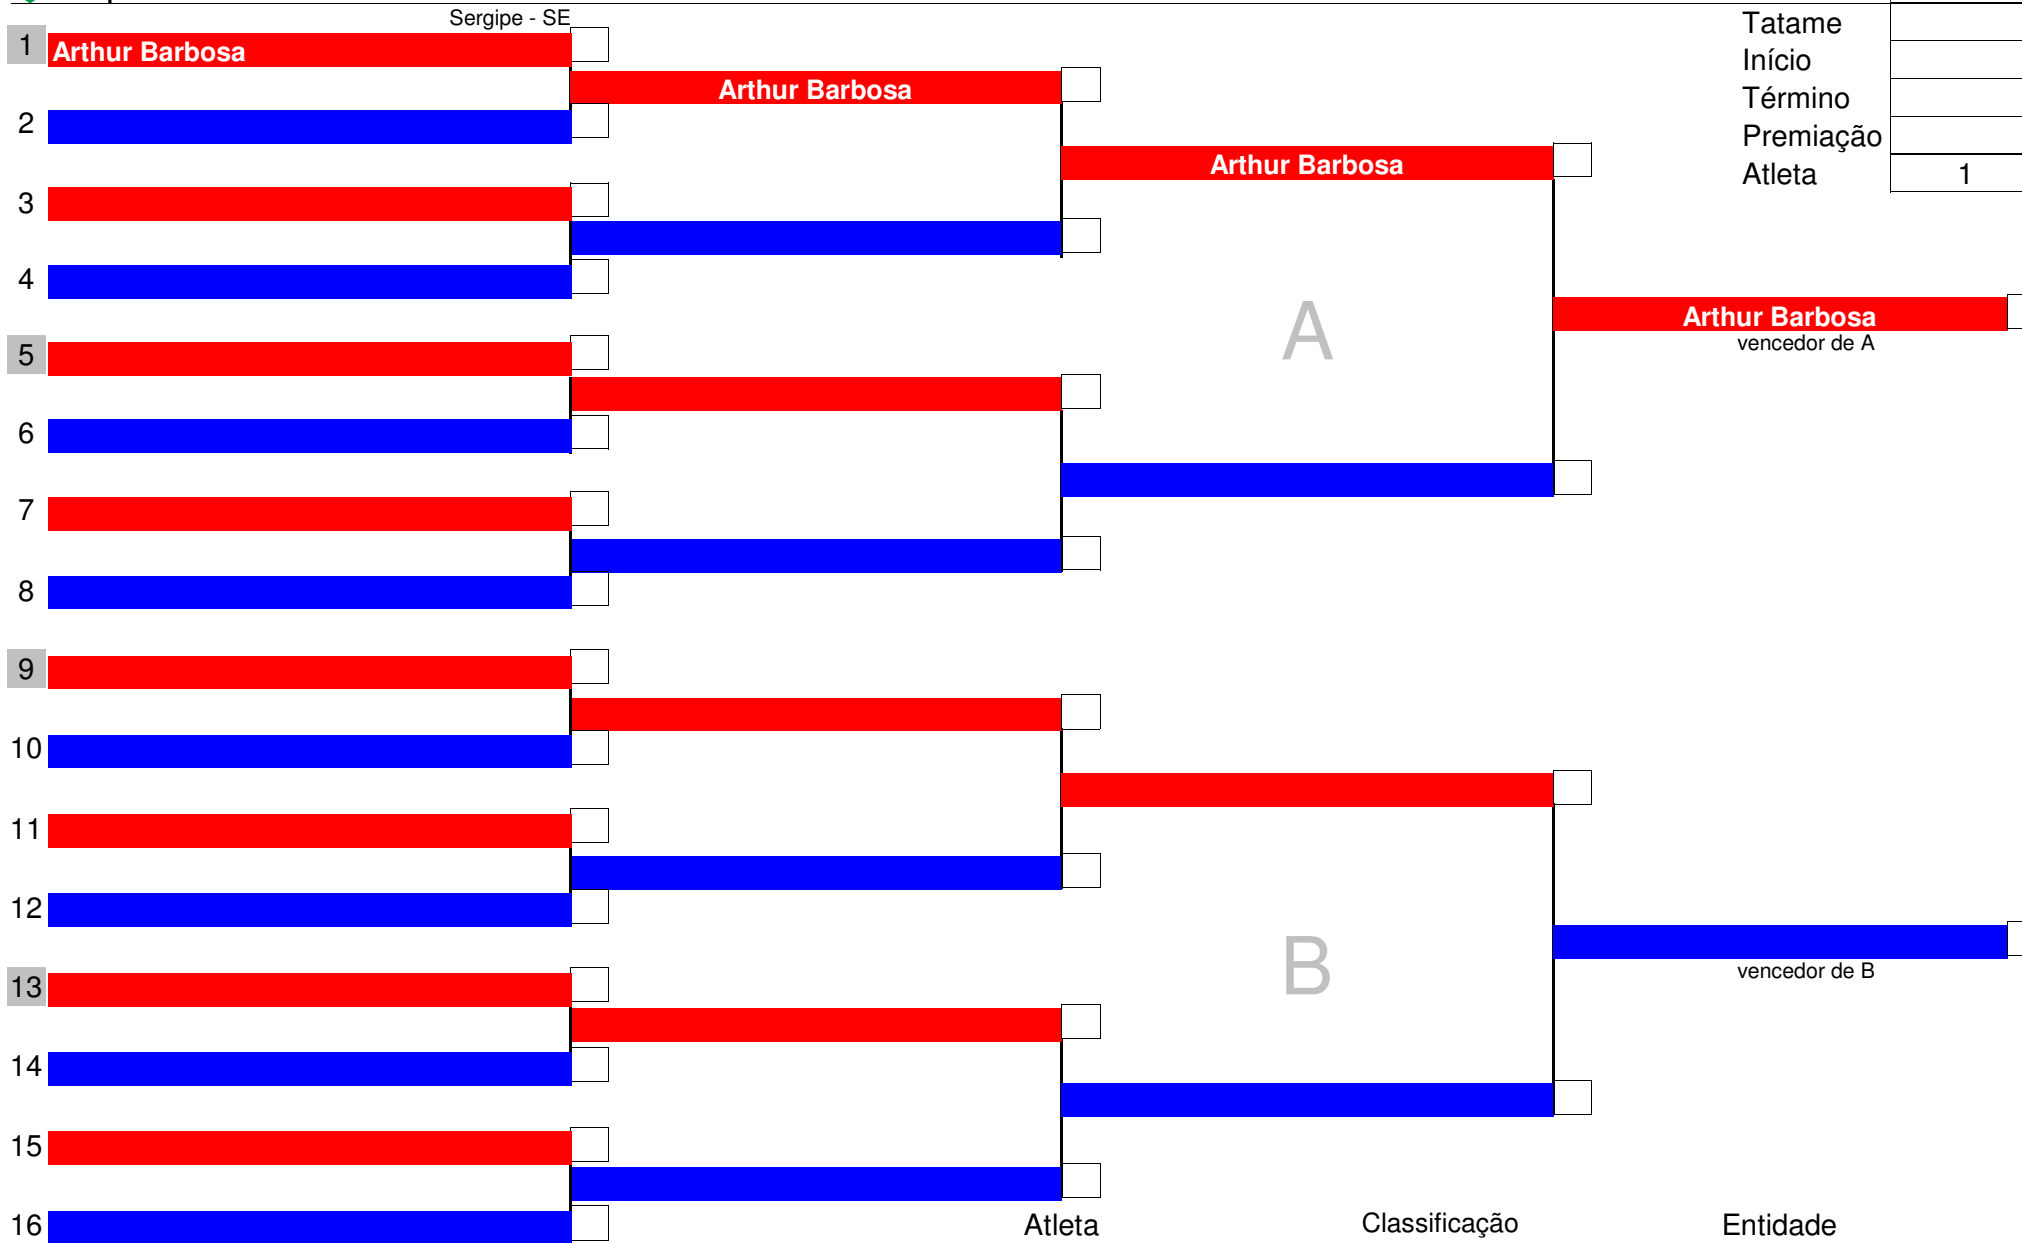 Sergipe - SE
Tatame
1 Arthur Barbosa
Início
Arthur Barbosa
Término
2
Premiação
Arthur Barbosa
Atleta 1
3
4
A
Arthur Barbosa
vencedor de A
5
6
7
8
9
10
11
12
B
vencedor de B
13
14
15
16
Atleta Classificação Entidade